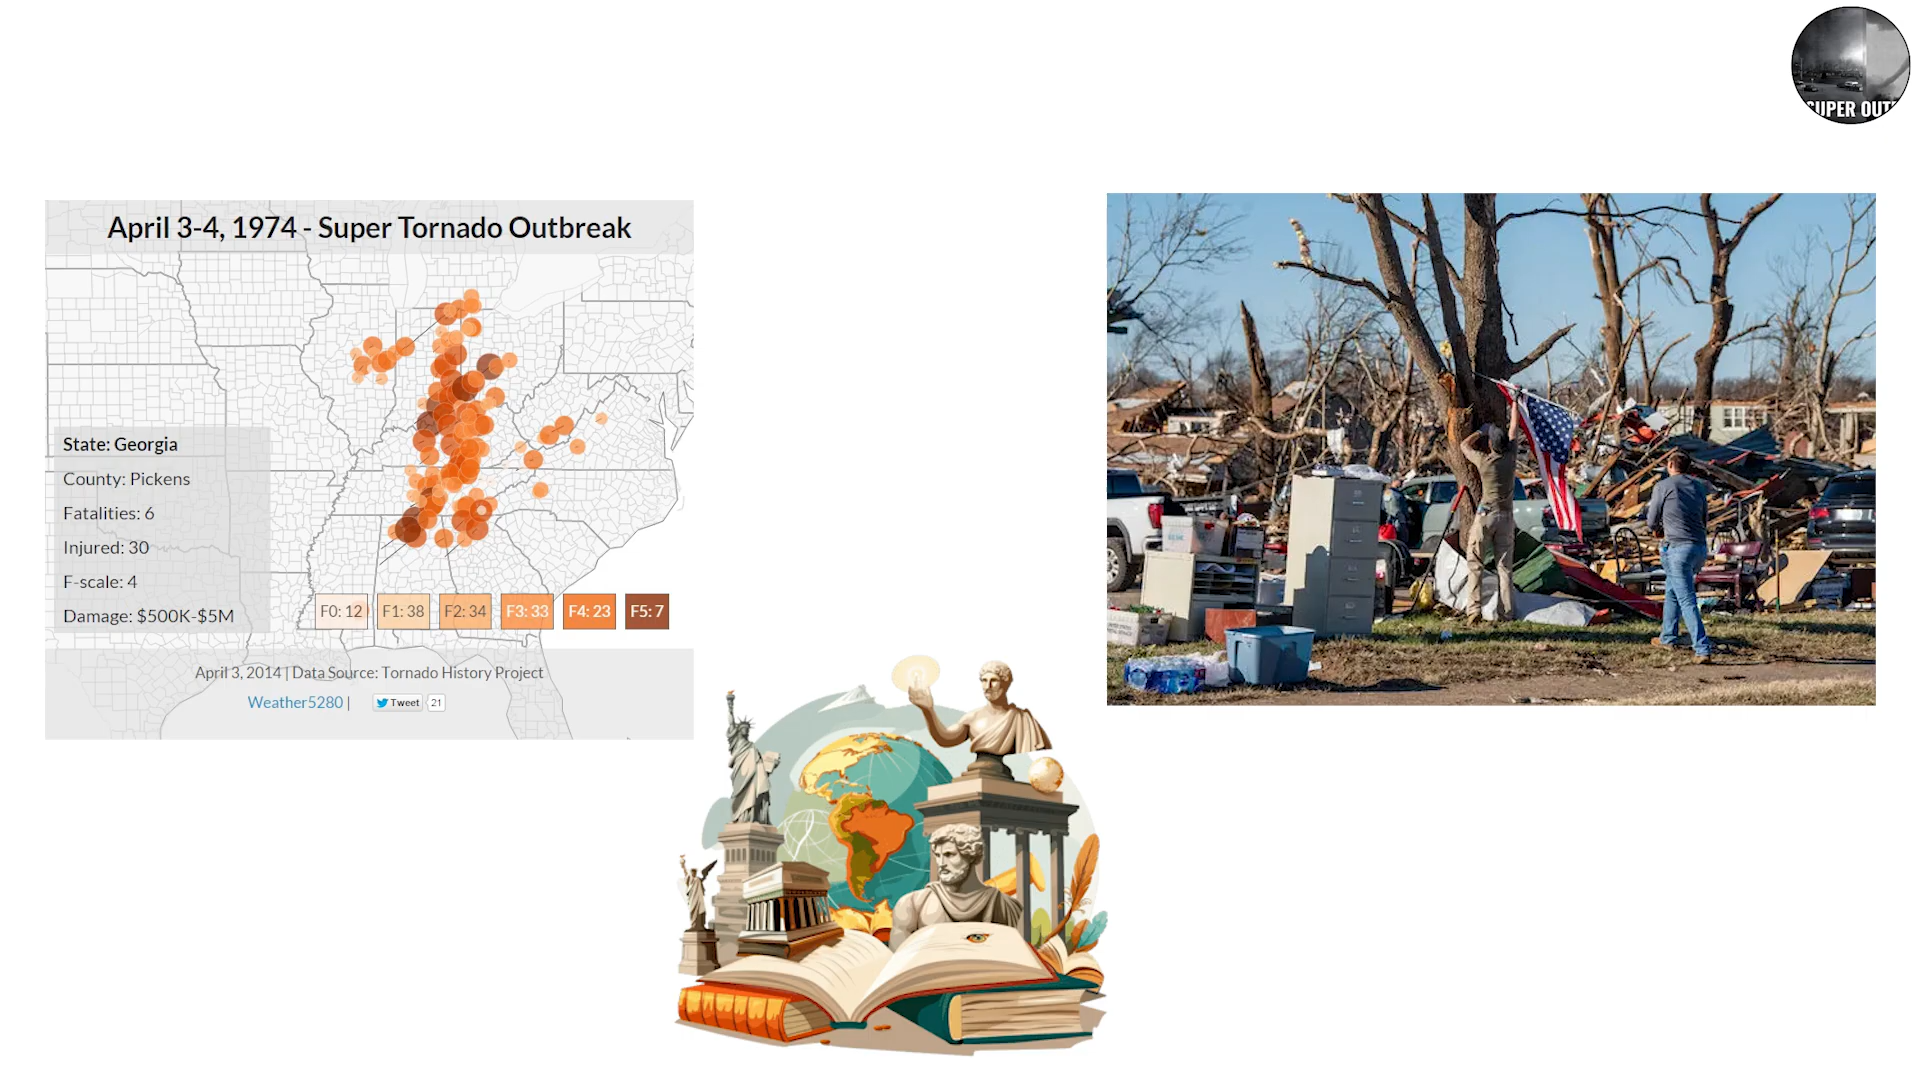 April 3-4, 1974 - Super Tornado Outbreak
State: Georgia
County: Pickens
Fatalities: 6
Injured: 30
F-scale: 4
Damage: $500K-$5M
F0: 12 F1: 38 F2: 34 F3: 33 F4: 23 F5: 7
April 3, 2014 | Data Source: Tornado History Project
Weather5280 | Tweet 21
SUPER OUT